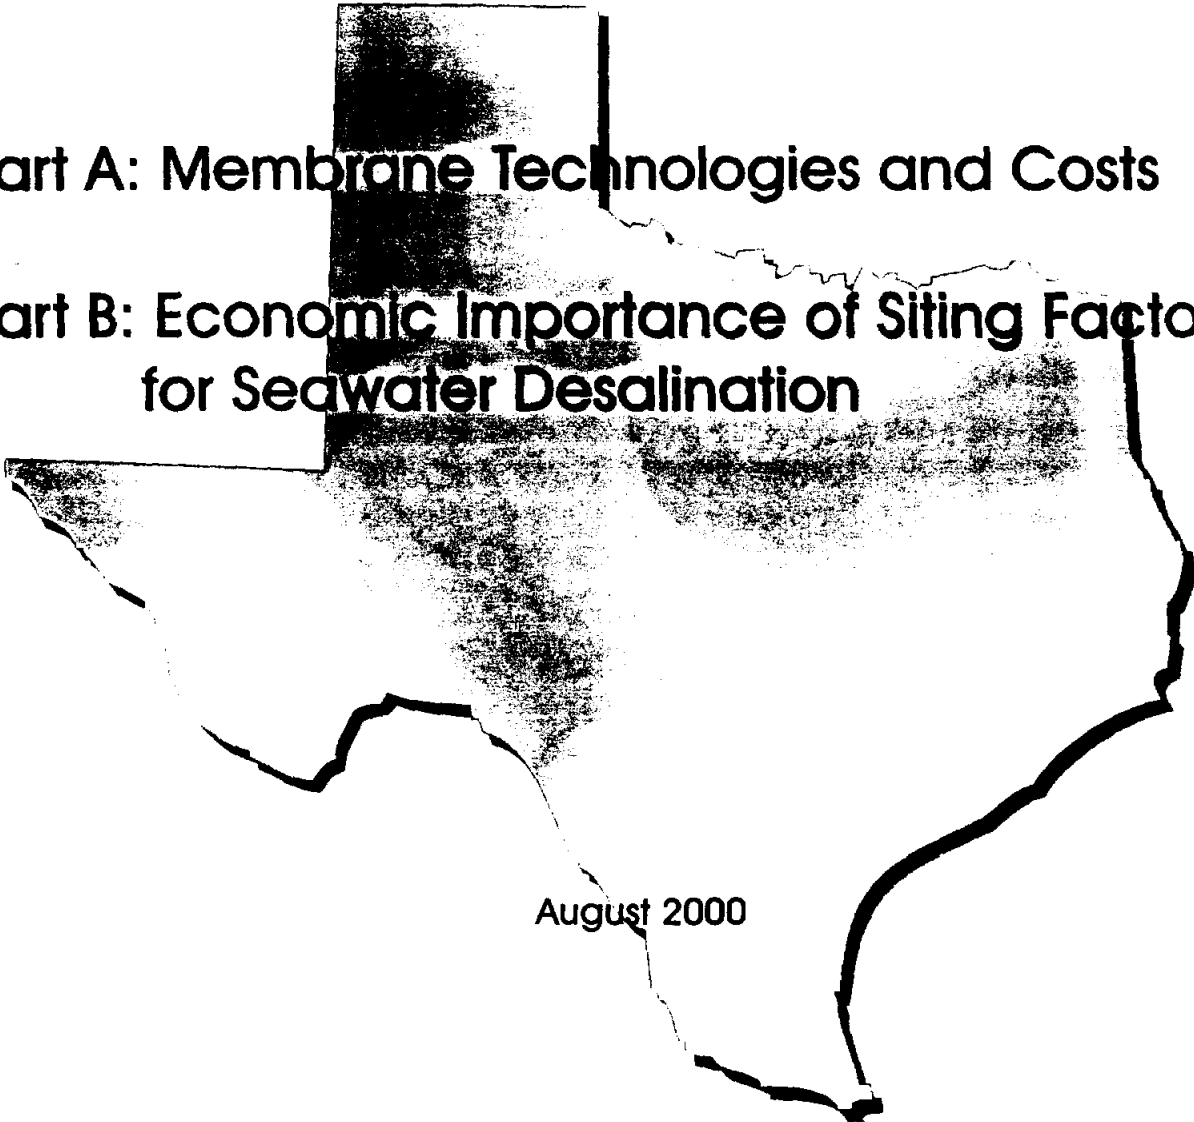 art A: Membrane Technologies and Costs
art B: Economic Importance of Siting Facto
for Seawater Desalination
August 2000